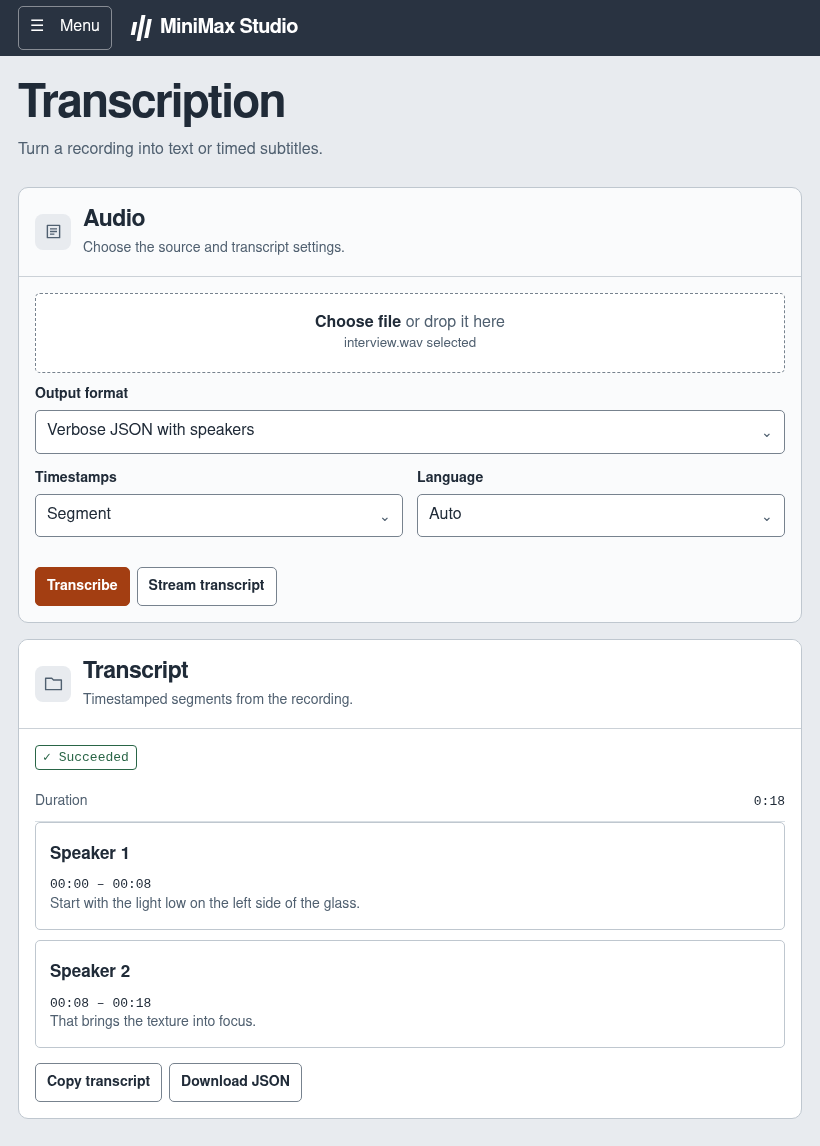 ☰ Menu
MiniMax Studio
Transcription
Turn a recording into text or timed subtitles.
Audio
Choose the source and transcript settings.
Choose file or drop it here
interview.wav selected
Output format
Verbose JSON with speakers
Timestamps
Language
Segment
Auto
Transcribe
Stream transcript
Transcript
Timestamped segments from the recording.
✓ Succeeded
Duration
0:18
Speaker 1
00:00 – 00:08
Start with the light low on the left side of the glass.
Speaker 2
00:08 – 00:18
That brings the texture into focus.
Copy transcript
Download JSON